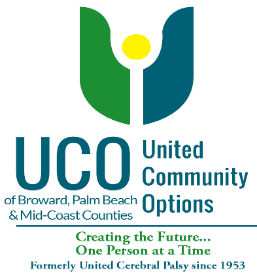 UCO United
Community
Options
of Broward, Palm Beach
& Mid-Coast Counties
Creating the Future...
One Person at a Time
Formerly United Cerebral Palsy since 1953